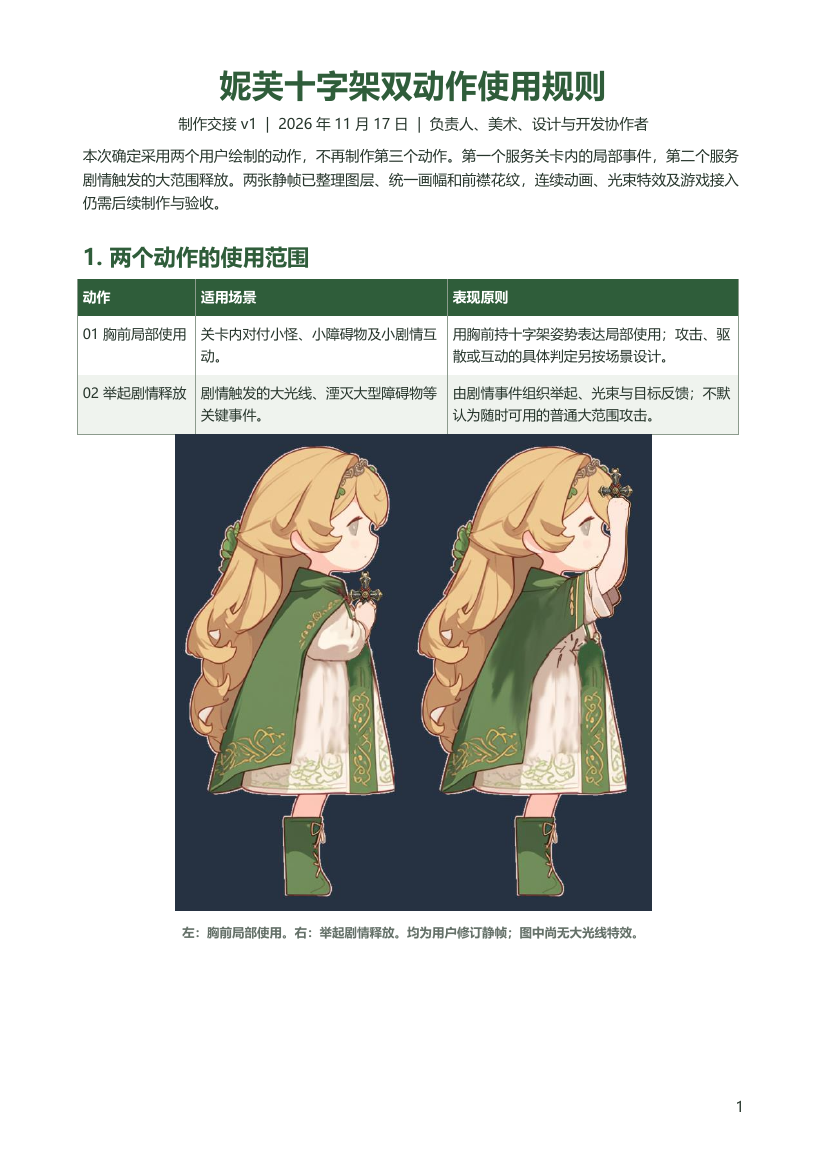 妮芙十字架双动作使用规则
制作交接 v1 | 2026 年 11 月 17 日 | 负责人、美术、设计与开发协作者
本次确定采用两个用户绘制的动作，不再制作第三个动作。第一个服务关卡内的局部事件，第二个服务
剧情触发的大范围释放。两张静帧已整理图层、统一画幅和前襟花纹，连续动画、光束特效及游戏接入
仍需后续制作与验收。
1. 两个动作的使用范围
动作 适用场景 表现原则
01 胸前局部使用 关卡内对付小怪、小障碍物及小剧情互 用胸前持十字架姿势表达局部使用；攻击、驱
动。 散或互动的具体判定另按场景设计。
02 举起剧情释放 剧情触发的大光线、湮灭大型障碍物等 由剧情事件组织举起、光束与目标反馈；不默
关键事件。 认为随时可用的普通大范围攻击。
左：胸前局部使用。右：举起剧情释放。均为用户修订静帧；图中尚无大光线特效。
1